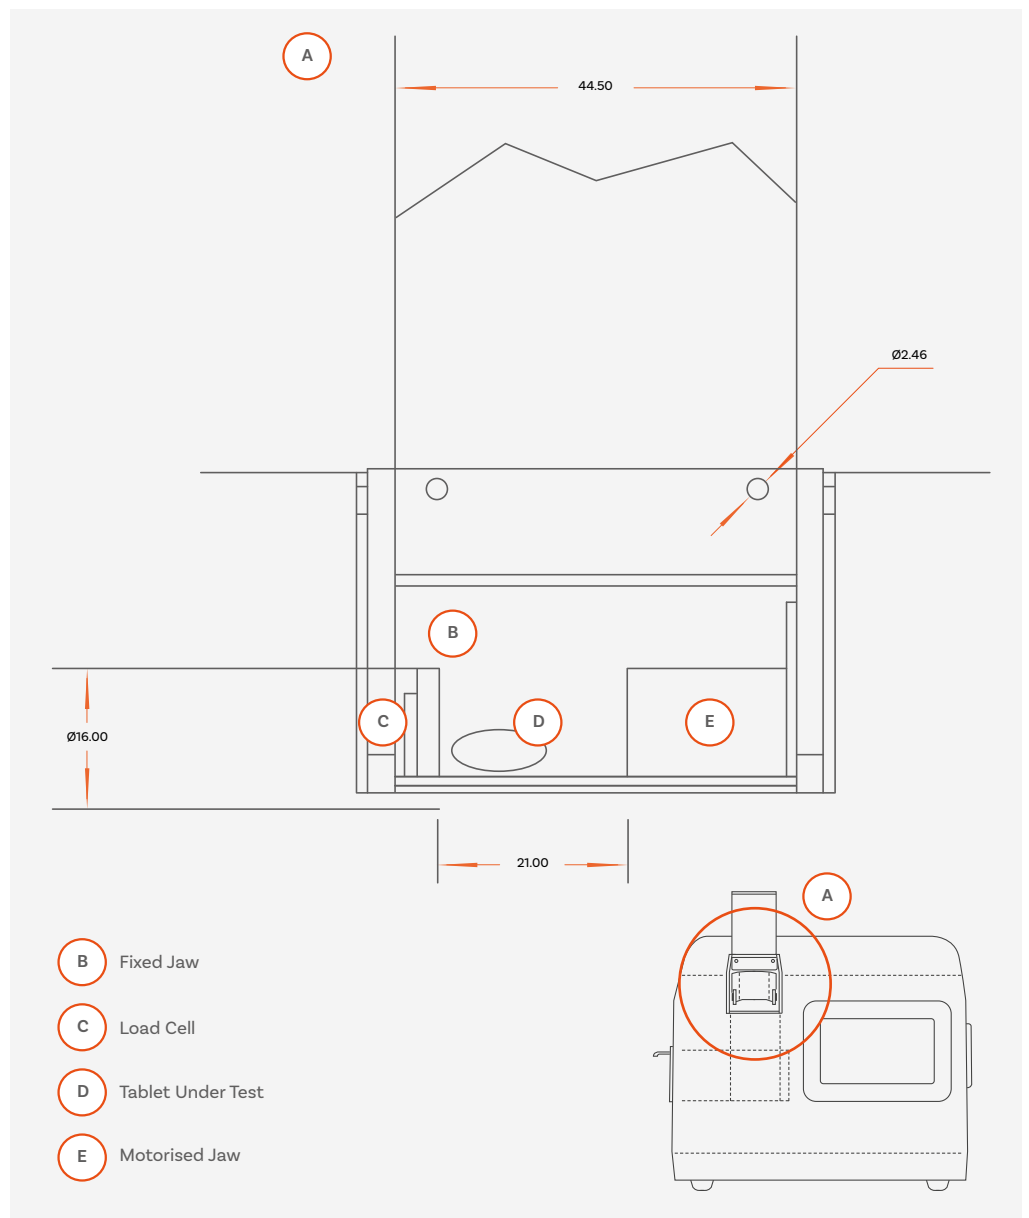 A
44.50
Ø2.46
B
C
D
E
Ø16.00
21.00
A
B Fixed Jaw
C Load Cell
D Tablet Under Test
E Motorised Jaw